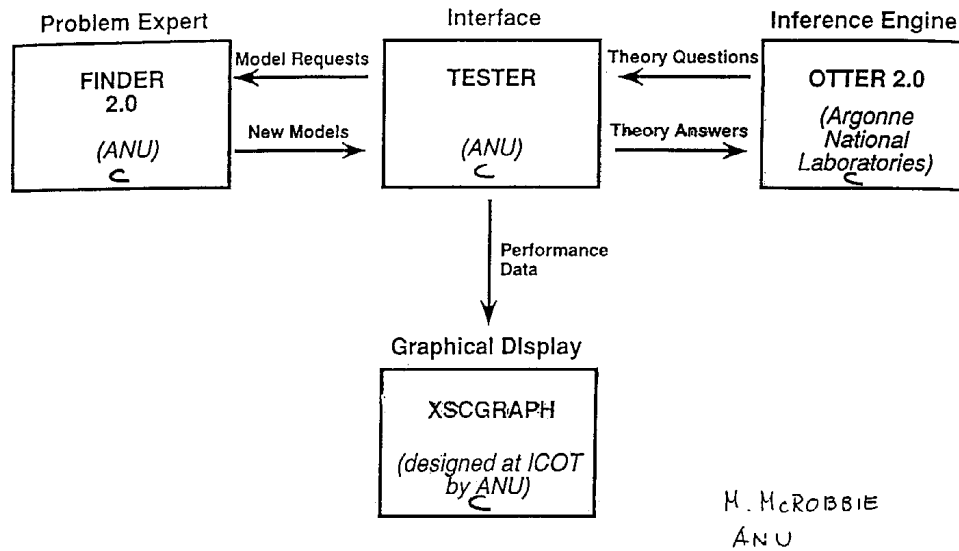 Problem Expert
FINDER
2.0
(ANU)
C
Model Requests
New Models
Interface
TESTER
(ANU)
C
Theory Questions
Theory Answers
Inference Engine
OTTER 2.0
(Argonne
National
Laboratories)
C
Performance
Data
Graphical DIsplay
XSCGRAPH
(designed at ICOT
by ANU)
C
M. McROBBIE
ANU